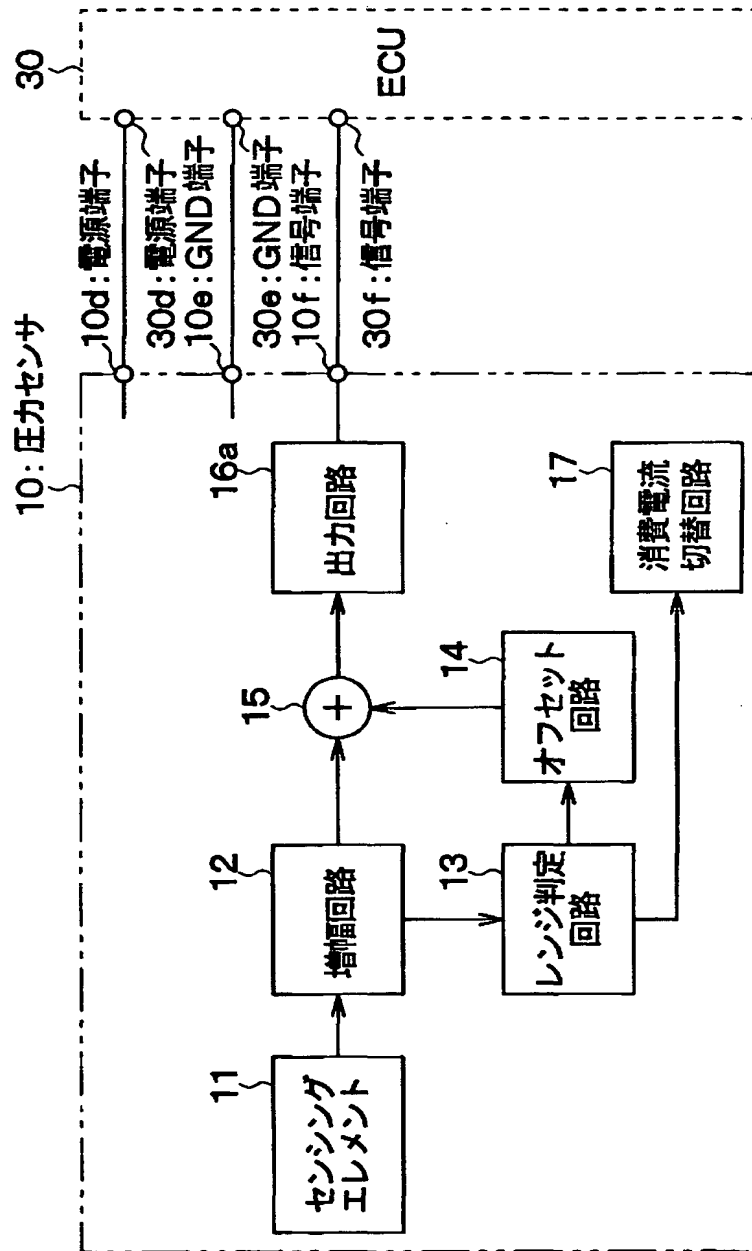 10:圧力センサ
30
10d:電源端子
30d:電源端子
10e:GND端子
30e:GND端子
10f:信号端子
30f:信号端子
ECU
11
センシング
エレメント
12
増幅回路
15
+
16a
出力回路
13
レンジ判定
回路
14
オフセット
回路
17
消費電流
切替回路